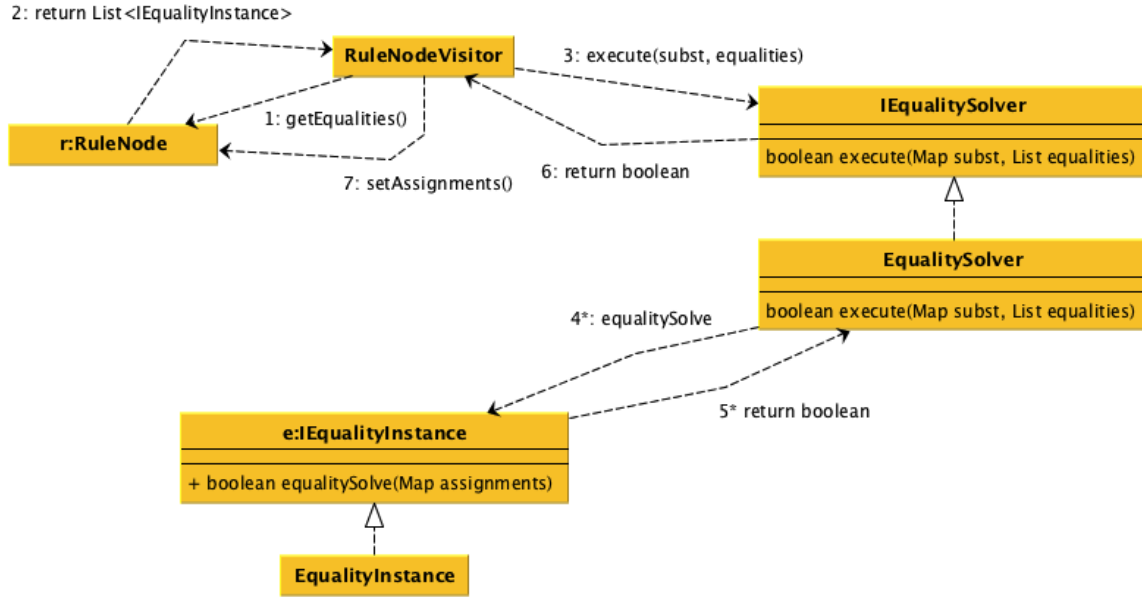 2: return List<IEqualityInstance>
RuleNodeVisitor
3: execute(subst, equalities)
IEqualitySolver
1: getEqualities()
r:RuleNode
boolean execute(Map subst, List equalities)
6: return boolean
7: setAssignments()
EqualitySolver
boolean execute(Map subst, List equalities)
4*: equalitySolve
5* return boolean
e:IEqualityInstance
+ boolean equalitySolve(Map assignments)
EqualityInstance